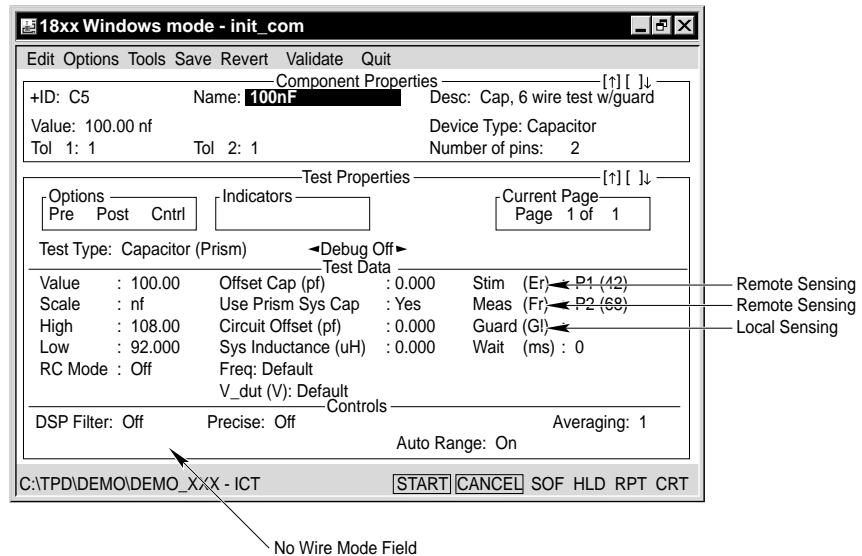 18xx Windows mode - init_com
Edit Options Tools Save Revert Validate Quit
Component Properties [↑] [ ]↓
+ID: C5 Name: 100nF Desc: Cap, 6 wire test w/guard
Value: 100.00 nf Device Type: Capacitor
Tol 1: 1 Tol 2: 1 Number of pins: 2
Test Properties [↑] [ ]↓
Options Indicators Current Page
Pre Post Cntrl Page 1 of 1
Test Type: Capacitor (Prism) ◄Debug Off►
Test Data
Value : 100.00 Offset Cap (pf) : 0.000 Stim (Er) : P1 (42) Remote Sensing
Scale : nf Use Prism Sys Cap : Yes Meas (Fr) : P2 (68) Remote Sensing
High : 108.00 Circuit Offset (pf) : 0.000 Guard (Gl) : Local Sensing
Low : 92.000 Sys Inductance (uH) : 0.000 Wait (ms) : 0
RC Mode : Off Freq: Default
V_dut (V): Default
Controls
DSP Filter: Off Precise: Off Averaging: 1
Auto Range: On
C:\TPD\DEMO\DEMO_XXX - ICT START CANCEL SOF HLD RPT CRT
No Wire Mode Field